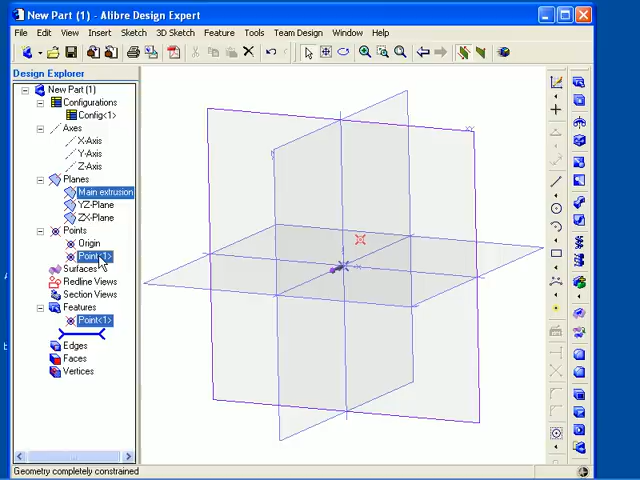 New Part (1) - Alibre Design Expert
File Edit View Insert Sketch 3D Sketch Feature Tools Team Design Window Help
Design Explorer
New Part (1)
Configurations
Config<1>
Axes
X-Axis
Y-Axis
Z-Axis
Planes
Main extrusion
YZ-Plane
ZX-Plane
Points
Origin
Point<1>
Surfaces
Redline Views
Section Views
Features
Point<1>
Edges
Faces
Vertices
Geometry completely constrained